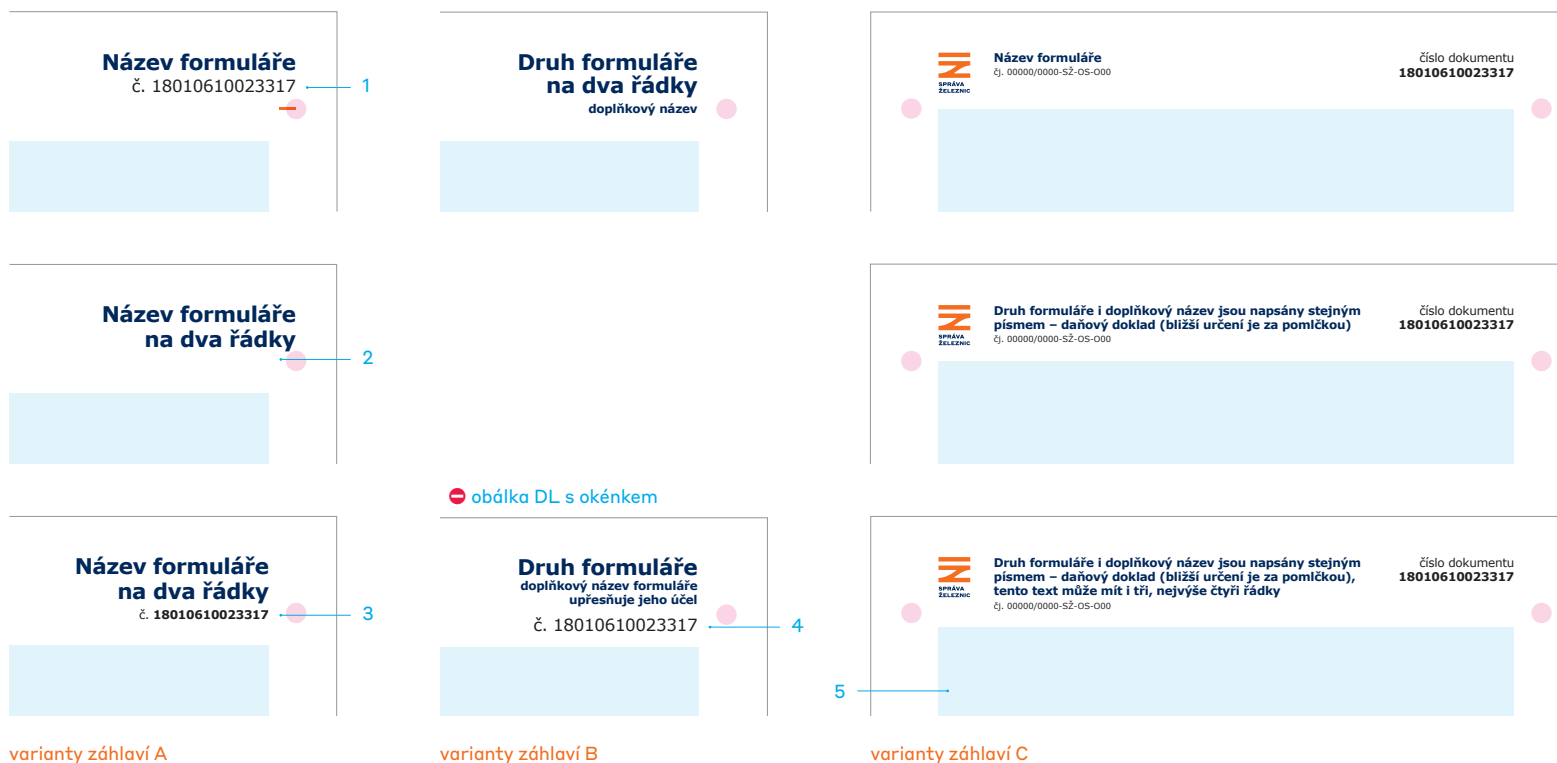 Název formuláře
č. 18010610023317
1
Druh formuláře
na dva řádky
doplňkový název
SPRÁVA
ŽELEZNIC
Název formuláře
čj. 00000/0000-SŽ-OS-O00
číslo dokumentu
18010610023317
Název formuláře
na dva řádky
2
SPRÁVA
ŽELEZNIC
Druh formuláře i doplňkový název jsou napsány stejným
písmem – daňový doklad (bližší určení je za pomlčkou)
čj. 00000/0000-SŽ-OS-O00
číslo dokumentu
18010610023317
obálka DL s okénkem
Název formuláře
na dva řádky
č. 18010610023317
3
Druh formuláře
doplňkový název formuláře
upřesňuje jeho účel
č. 18010610023317
4
SPRÁVA
ŽELEZNIC
Druh formuláře i doplňkový název jsou napsány stejným
písmem – daňový doklad (bližší určení je za pomlčkou),
tento text může mít i tři, nejvýše čtyři řádky
čj. 00000/0000-SŽ-OS-O00
číslo dokumentu
18010610023317
5
varianty záhlaví A
varianty záhlaví B
varianty záhlaví C